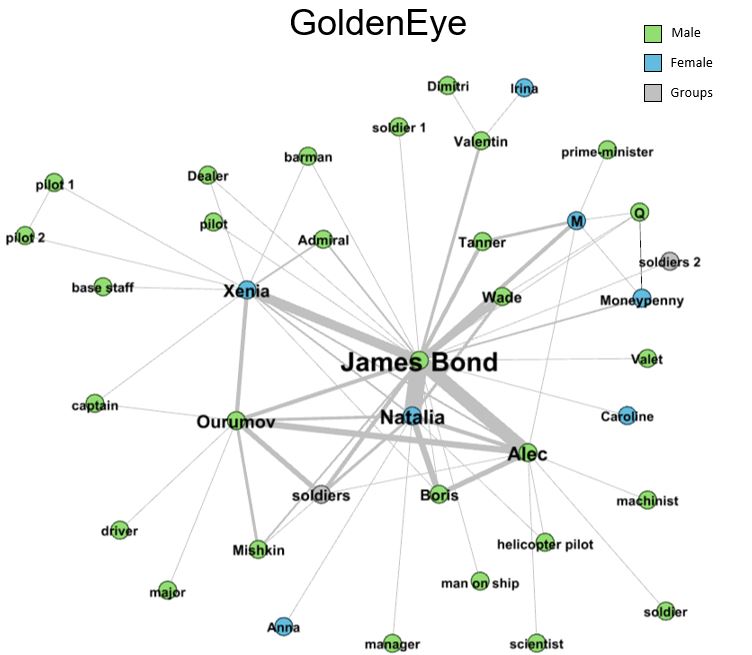 GoldenEye
Male
Female
Groups
Dimitri
Irina
soldier 1
Valentin
prime-minister
barman
Dealer
pilot 1
pilot
M
Q
pilot 2
Admiral
Tanner
soldiers 2
base staff
Xenia
Wade
Moneypenny
James Bond
Valet
captain
Natalia
Caroline
Ourumov
Alec
soldiers
Boris
machinist
driver
Mishkin
helicopter pilot
major
man on ship
soldier
Anna
manager
scientist